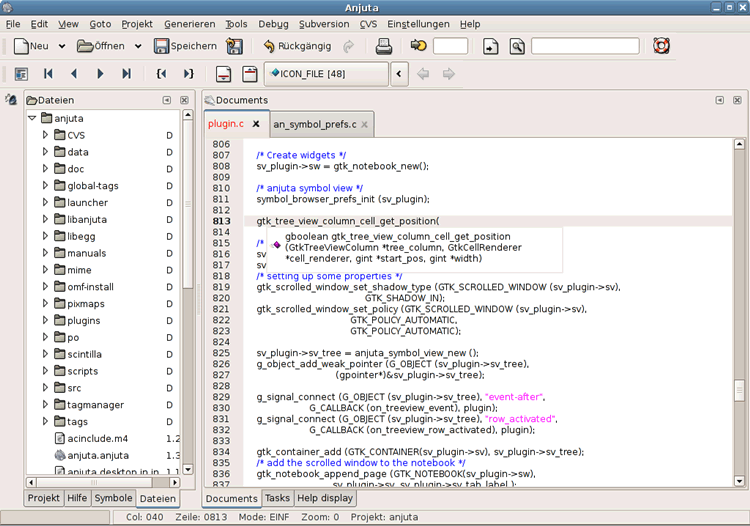 Anjuta
File Edit View Goto Projekt Generieren Tools Debug Subversion CVS Einstellungen Help
Neu Öffnen Speichern Rückgängig
ICON_FILE [48]
Dateien
anjuta
CVS D
data D
doc D
global-tags D
launcher D
libanjuta D
libegg D
manuals D
mime D
omf-install D
pixmaps D
plugins D
po D
scintilla D
scripts D
src D
tagmanager D
tags D
acinclude.m4 1.2
anjuta.anjuta 1.3
anjuta.desktop.in.in 1.1
Projekt Hilfe Symbole Dateien
Documents
plugin.c an_symbol_prefs.c
806
807 /* Create widgets */
808 sv_plugin->sw = gtk_notebook_new();
809
810 /* anjuta symbol view */
811 symbol_browser_prefs_init (sv_plugin);
812
813 gtk_tree_view_column_cell_get_position(
814
gboolean gtk_tree_view_column_cell_get_position
(GtkTreeViewColumn *tree_column, GtkCellRenderer
*cell_renderer, gint *start_pos, gint *width)
815 /*
816 sv
817 sv
818 /* setting up some properties */
819 gtk_scrolled_window_set_shadow_type (GTK_SCROLLED_WINDOW (sv_plugin->sv),
820 GTK_SHADOW_IN);
821 gtk_scrolled_window_set_policy (GTK_SCROLLED_WINDOW (sv_plugin->sv),
822 GTK_POLICY_AUTOMATIC,
823 GTK_POLICY_AUTOMATIC);
824
825 sv_plugin->sv_tree = anjuta_symbol_view_new ();
826 g_object_add_weak_pointer (G_OBJECT (sv_plugin->sv_tree),
827 (gpointer*)&sv_plugin->sv_tree);
828
829 g_signal_connect (G_OBJECT (sv_plugin->sv_tree), "event-after",
830 G_CALLBACK (on_treeview_event), plugin);
831 g_signal_connect (G_OBJECT (sv_plugin->sv_tree), "row_activated",
832 G_CALLBACK (on_treeview_row_activated), plugin);
833
834 gtk_container_add (GTK_CONTAINER(sv_plugin->sv), sv_plugin->sv_tree);
835 /* add the scrolled window to the notebook */
836 gtk_notebook_append_page (GTK_NOTEBOOK(sv_plugin->sw),
837 sv_plugin->sv, sv_plugin->sv_tab_label );
Documents Tasks Help display
Col: 040 Zeile: 0813 Mode: EINF Zoom: 0 Projekt: anjuta